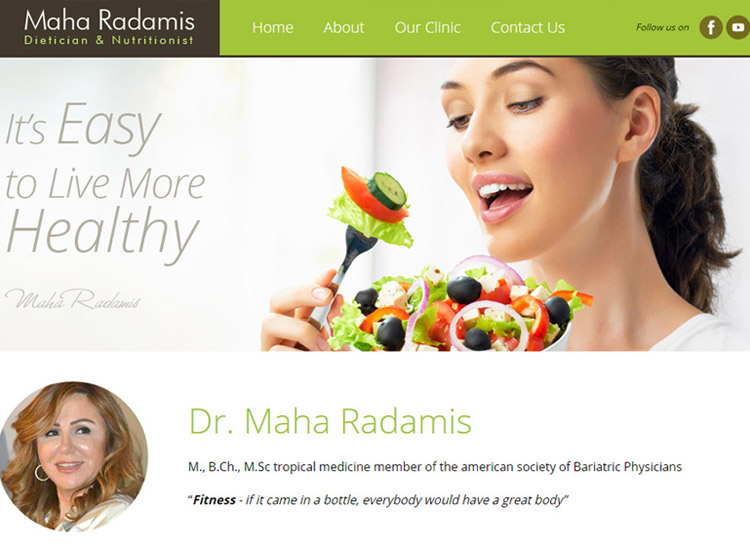 Maha Radamis
Dietician & Nutritionist
Home About Our Clinic Contact Us
Follow us on
It's Easy
to Live More
Healthy
Maha Radamis
Dr. Maha Radamis
M., B.Ch., M.Sc tropical medicine member of the american society of Bariatric Physicians
“Fitness - if it came in a bottle, everybody would have a great body”